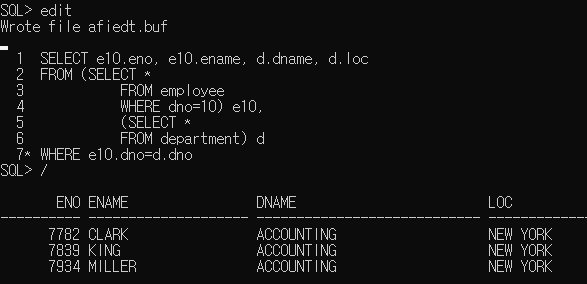 SQL> edit
Wrote file afiedt.buf
1 SELECT e10.eno, e10.ename, d.dname, d.loc
2 FROM (SELECT *
3 FROM employee
4 WHERE dno=10) e10,
5 (SELECT *
6 FROM department) d
7* WHERE e10.dno=d.dno
SQL> /
ENO ENAME DNAME LOC
---------- -------------------- ---------------------------- ----------
7782 CLARK ACCOUNTING NEW YORK
7839 KING ACCOUNTING NEW YORK
7934 MILLER ACCOUNTING NEW YORK